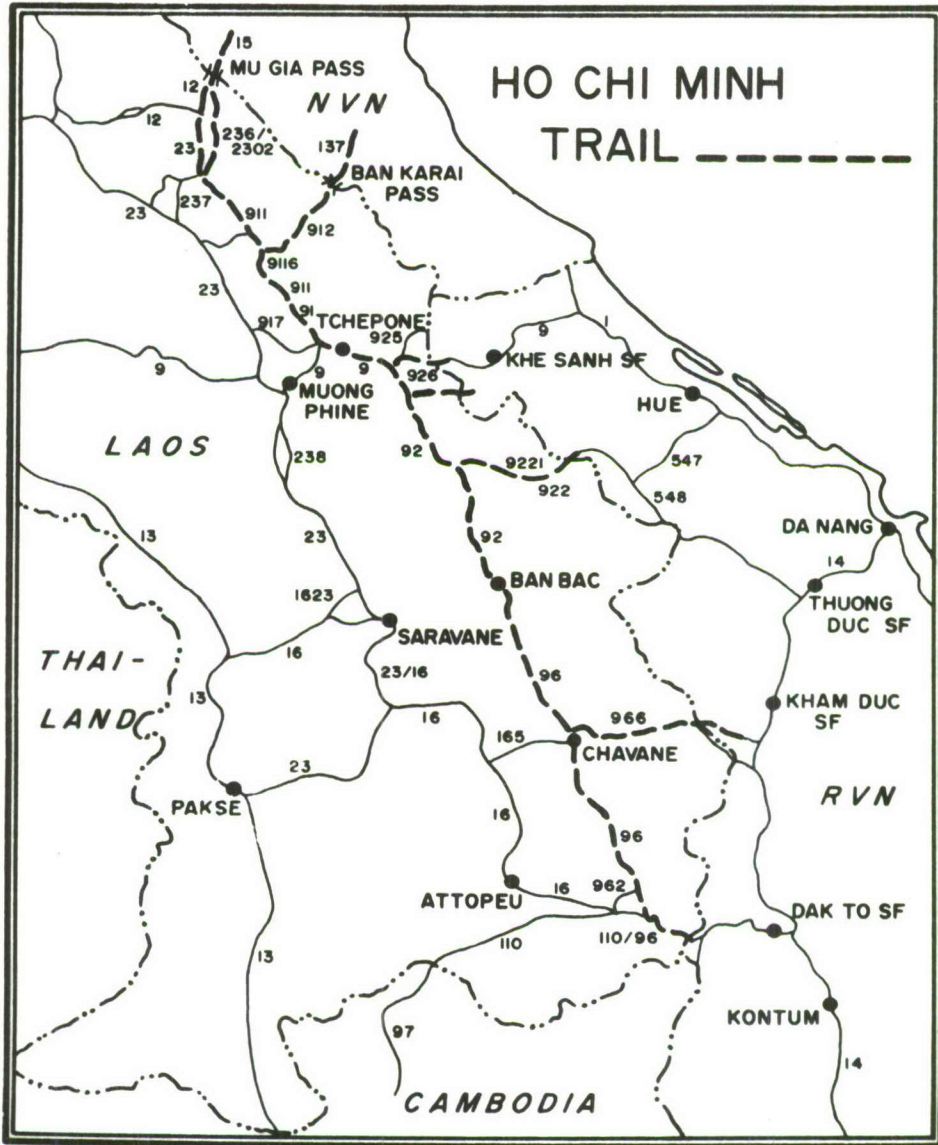 HO CHI MINH
TRAIL
15
MU GIA PASS
12
NVN
12
236/
2302
23
137
BAN KARAI
PASS
237
23
911
912
9116
23
911
91
917
TCHEPONE
925
9
1
9
9
9
926
KHE SANH SF
MUONG
PHINE
HUE
LAOS
92
9221
547
238
922
548
13
23
92
DA NANG
14
BAN BAC
THUONG
DUC SF
1623
SARAVANE
16
THAI-
LAND
23/16
96
13
KHAM DUC
SF
16
966
165
CHAVANE
23
PAKSE
RVN
16
96
ATTOPEU
16
962
DAK TO SF
110
110/96
13
97
KONTUM
14
CAMBODIA